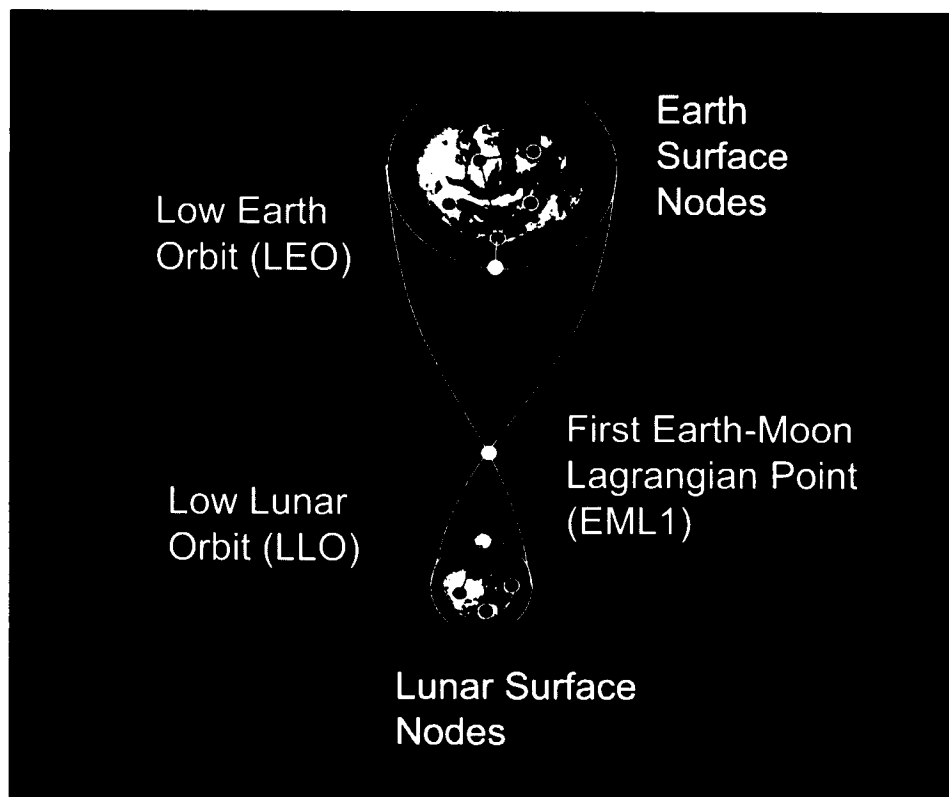 Earth
Surface
Nodes
Low Earth
Orbit (LEO)
First Earth-Moon
Lagrangian Point
(EML1)
Low Lunar
Orbit (LLO)
Lunar Surface
Nodes